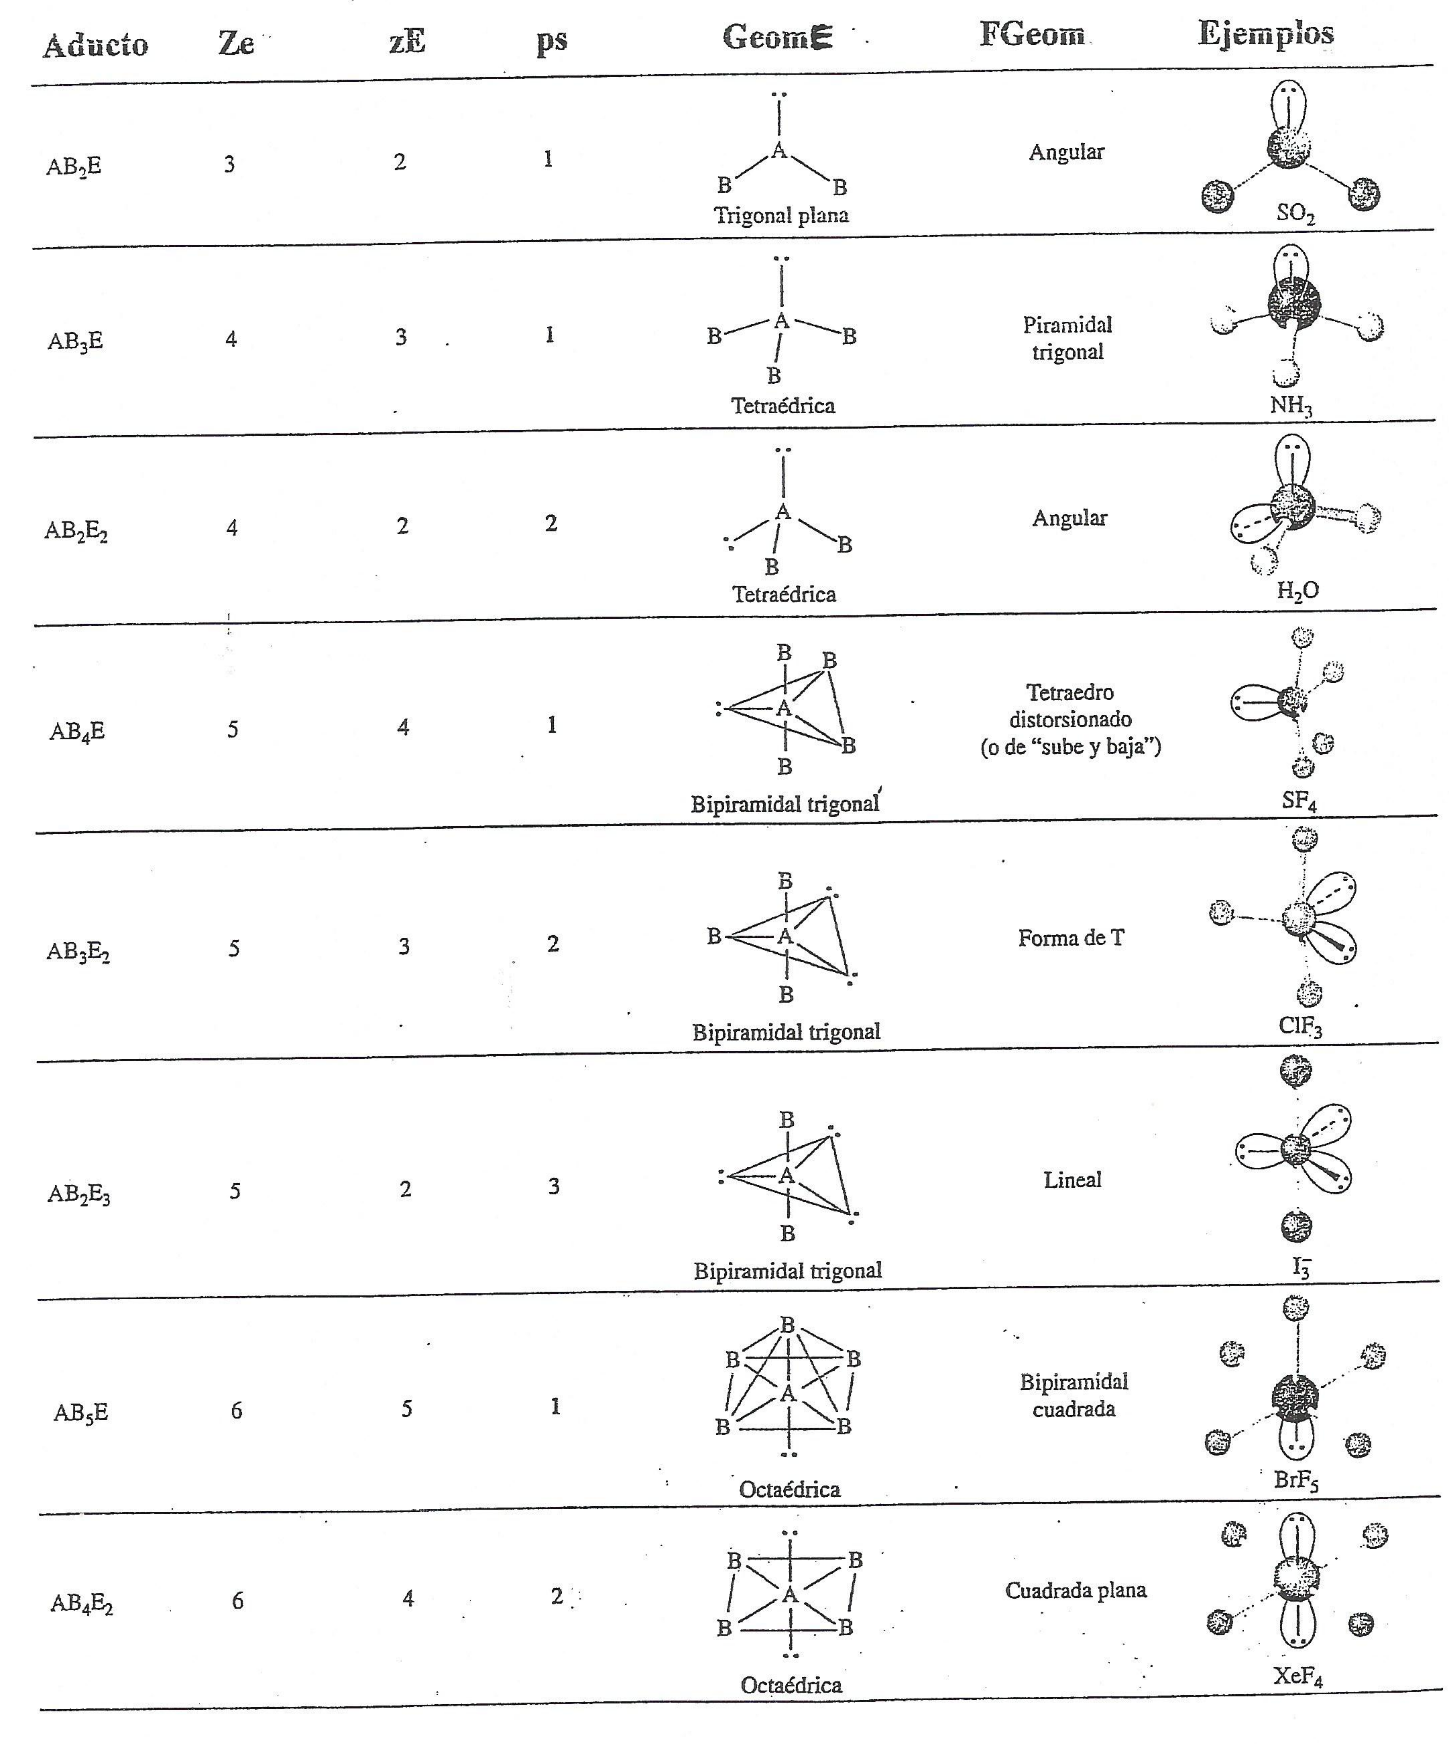 Aducto Ze zE ps GeomE FGeom Ejemplos
AB₂E 3 2 1 Angular
A
B B
Trigonal plana SO₂
AB₃E 4 3 1 Piramidal
trigonal
A
B B
B
Tetraédrica NH₃
AB₂E₂ 4 2 2 Angular
A
B
B
Tetraédrica H₂O
AB₄E 5 4 1 Tetraedro
distorsionado
(o de “sube y baja”)
B B
A
B
B
Bipiramidal trigonal SF₄
AB₃E₂ 5 3 2 Forma de T
B
B A
B
Bipiramidal trigonal ClF₃
AB₂E₃ 5 2 3 Lineal
B
A
B
Bipiramidal trigonal I₃⁻
AB₅E 6 5 1 Bipiramidal
cuadrada
B
B B
A
B B
Octaédrica BrF₅
AB₄E₂ 6 4 2 Cuadrada plana
B B
A
B B
Octaédrica XeF₄